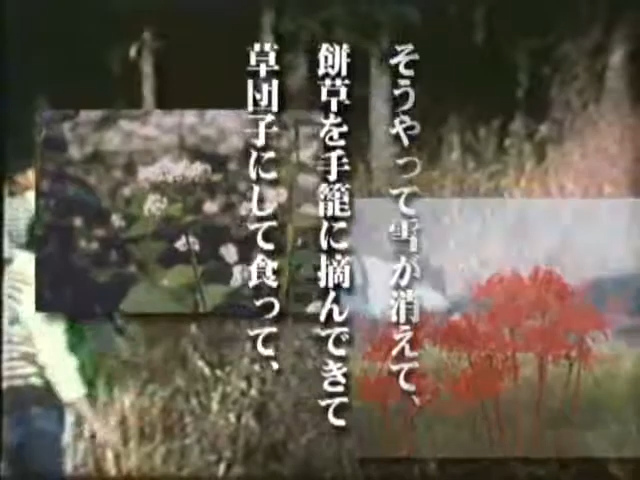 そうやって雪が消えて、
餅草を手籠に摘んできて
草団子にして食って、